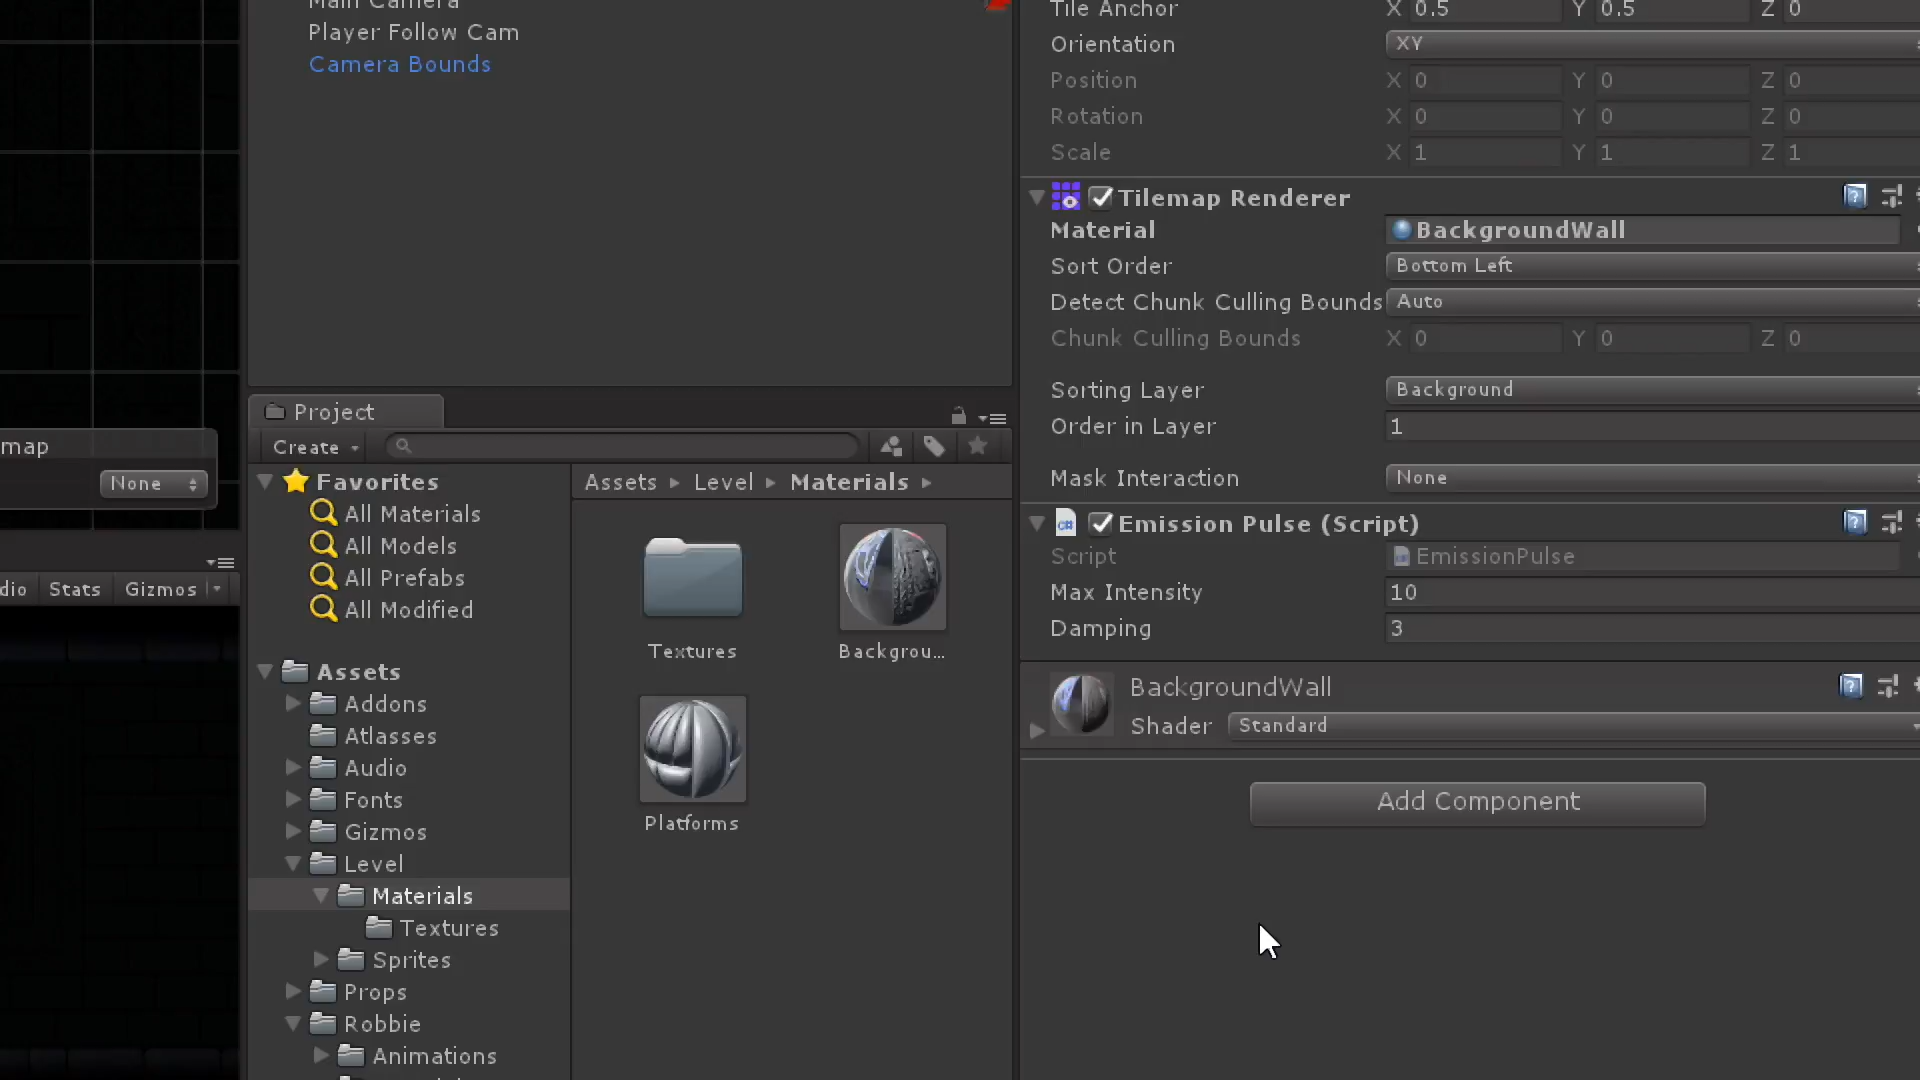 Main Camera
Player Follow Cam
Camera Bounds
map
None
dio Stats Gizmos
Project
Create
Favorites
All Materials
All Models
All Prefabs
All Modified
Assets
Addons
Atlasses
Audio
Fonts
Gizmos
Level
Materials
Textures
Sprites
Props
Robbie
Animations
Assets Level Materials
Textures
Backgrou...
Platforms
Tile Anchor X 0.5 Y 0.5 Z 0
Orientation XY
Position X 0 Y 0 Z 0
Rotation X 0 Y 0 Z 0
Scale X 1 Y 1 Z 1
Tilemap Renderer
Material BackgroundWall
Sort Order Bottom Left
Detect Chunk Culling Bounds Auto
Chunk Culling Bounds X 0 Y 0 Z 0
Sorting Layer Background
Order in Layer 1
Mask Interaction None
C# Emission Pulse (Script)
Script EmissionPulse
Max Intensity 10
Damping 3
BackgroundWall
Shader Standard
Add Component